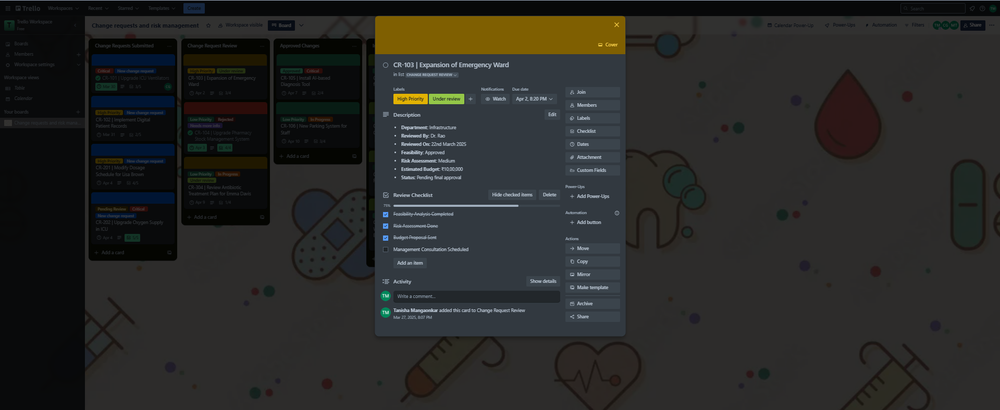 Trello
Workspaces
Recent
Starred
Templates
Create
Search
TM
T
Trello Workspace
Free
Boards
Members
Workspace settings
Workspace views
Table
Calendar
Your boards
Change requests and risk mana...
Change requests and risk management
Workspace visible
Board
Calendar Power-Up
Power-Ups
Automation
Filters
TM
CG
MT
Share
Change Requests Submitted
Critical
New change request
CR-101 | Upgrade ICU Ventilators
Mar 30
3/5
CG
High Priority
New change request
CR-102 | Implement Digital
Patient Records
Mar 31
2/5
High Priority
New change request
CR-201 | Modify Dosage
Schedule for Lisa Brown
Apr 4
4/5
Pending Review
Critical
New change request
CR-202 | Upgrade Oxygen Supply
in ICU
Apr 4
5/5
Add a card
Change Request Review
High Priority
Under review
CR-103 | Expansion of Emergency
Ward
Apr 2
3/4
Low Priority
Rejected
Needs more info
CR-104 | Upgrade Pharmacy
Stock Management System
Apr 3
4/4
Low Priority
In Progress
Under review
CR-304 | Review Antibiotic
Treatment Plan for Emma Davis
Apr 9
1/4
Add a card
Approved Changes
Approved
Critical
CR-105 | Install AI-based
Diagnosis Tool
Apr 7
2/4
Low Priority
In Progress
CR-106 | New Parking System for
Staff
Apr 10
3/4
Add a card
Cover
CR-103 | Expansion of Emergency Ward
in list CHANGE REQUEST REVIEW
Labels
High Priority
Under review
Notifications
Watch
Due date
Apr 2, 8:20 PM
Description
Edit
• Department: Infrastructure
• Reviewed By: Dr. Rao
• Reviewed On: 22nd March 2025
• Feasibility: Approved
• Risk Assessment: Medium
• Estimated Budget: ₹10,00,000
• Status: Pending final approval
Review Checklist
Hide checked items
Delete
75%
Feasibility Analysis Completed
Risk Assessment Done
Budget Proposal Sent
Management Consultation Scheduled
Add an item
Activity
Show details
TM
Write a comment...
TM
Tanisha Mangaonkar added this card to Change Request Review
Mar 27, 2025, 8:07 PM
Join
Members
Labels
Checklist
Dates
Attachment
Custom Fields
Power-Ups
Add Power-Ups
Automation
Add button
Actions
Move
Copy
Mirror
Make template
Archive
Share